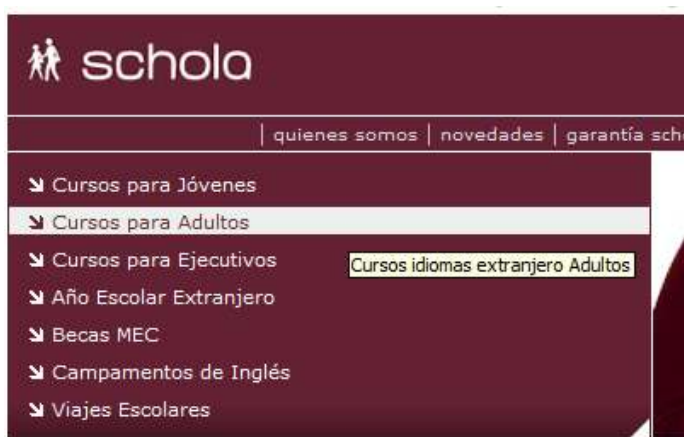 schola
| quienes somos | novedades | garantía
Cursos para Jóvenes
Cursos para Adultos
Cursos para Ejecutivos
Cursos idiomas extranjero Adultos
Año Escolar Extranjero
Becas MEC
Campamentos de Inglés
Viajes Escolares